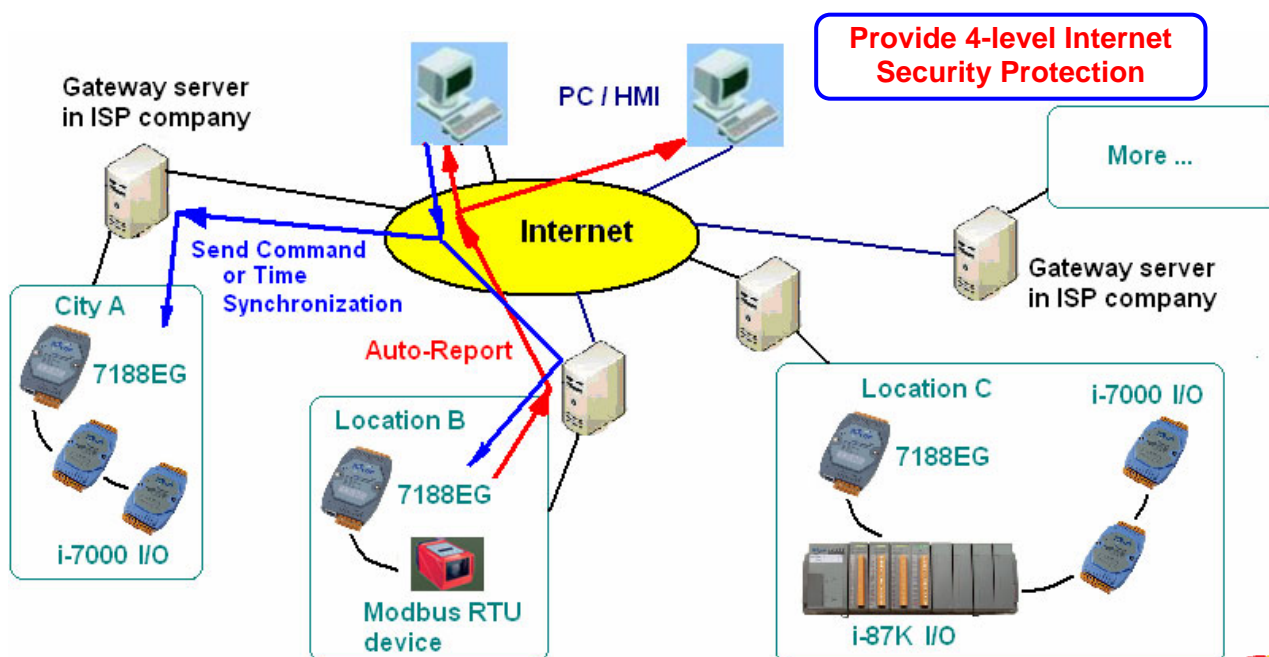 Provide 4-level Internet
Security Protection
Gateway server
in ISP company
PC / HMI
More ...
Internet
Send Command
or Time
Synchronization
Gateway server
in ISP company
City A
7188EG
i-7000 I/O
Auto-Report
Location B
7188EG
Modbus RTU
device
Location C
i-7000 I/O
7188EG
i-87K I/O